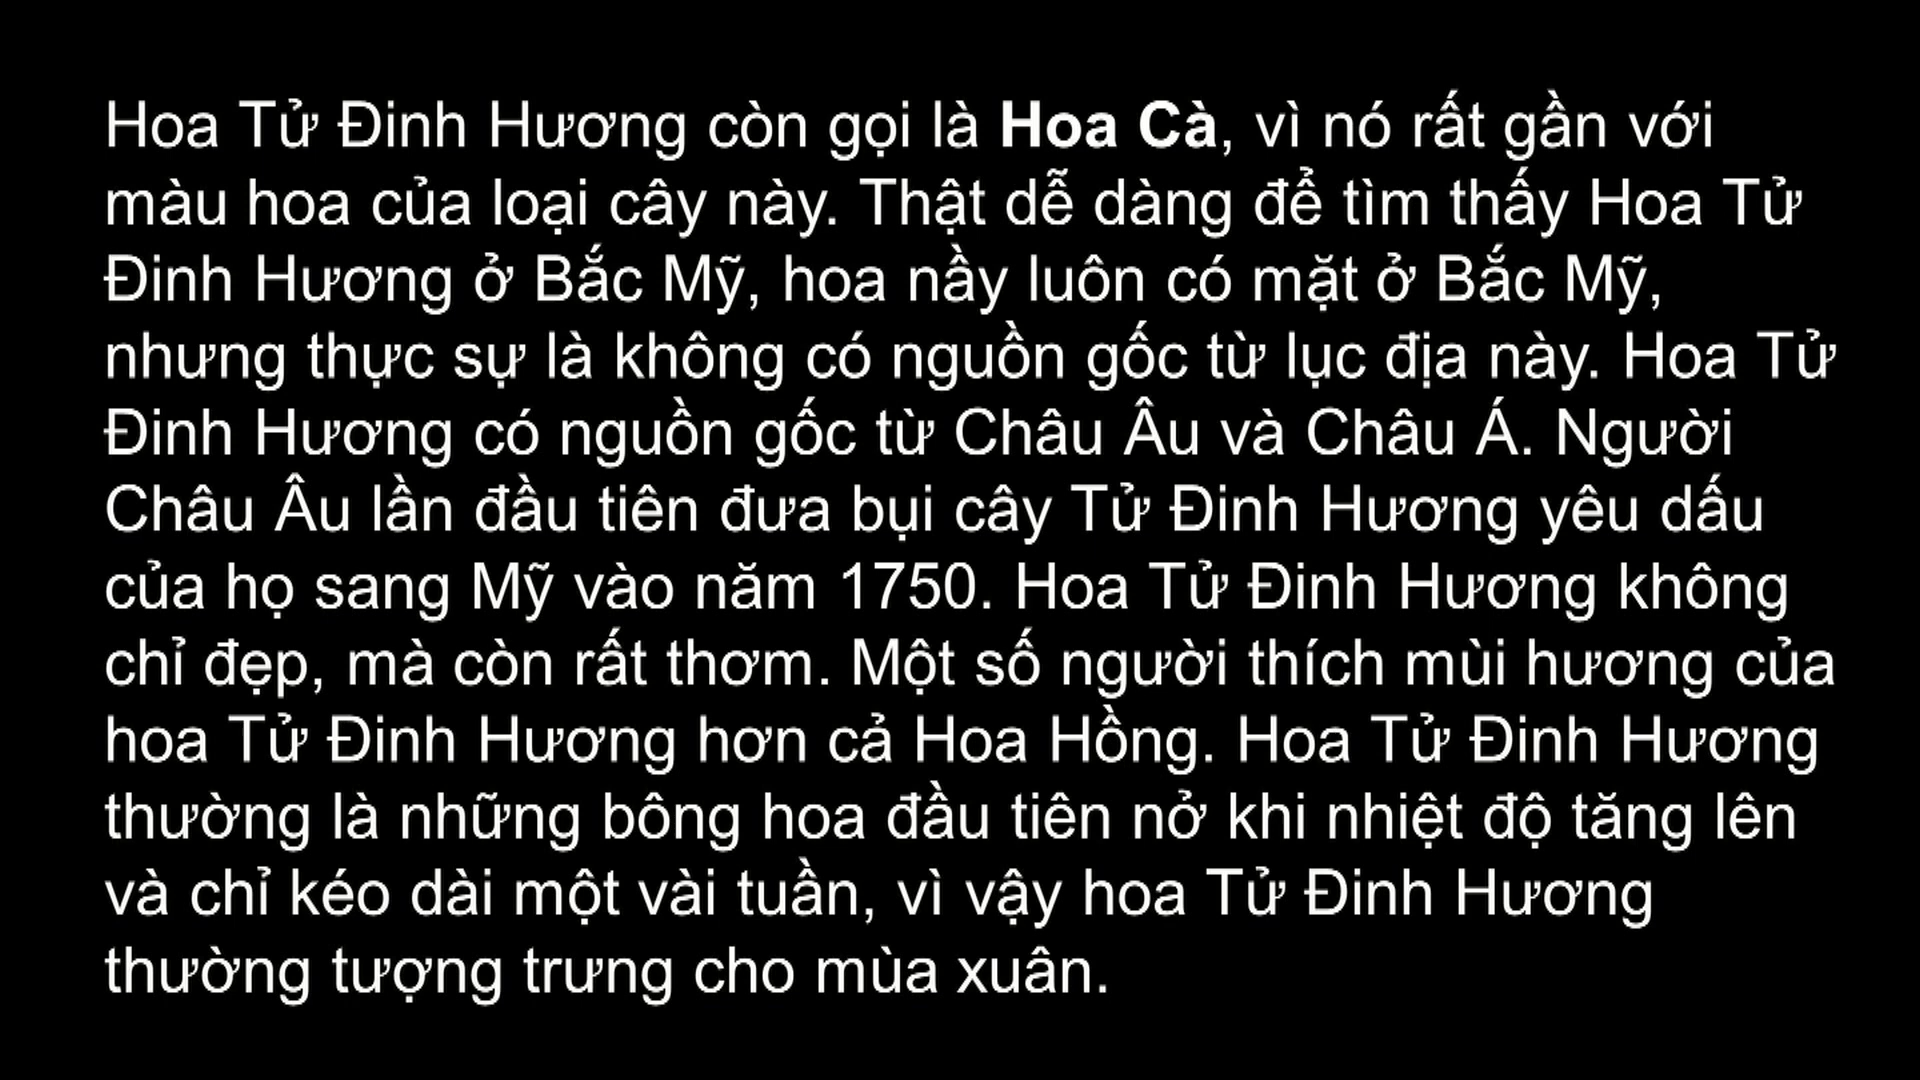 Hoa Tử Đinh Hương còn gọi là Hoa Cà, vì nó rất gần với
màu hoa của loại cây này. Thật dễ dàng để tìm thấy Hoa Tử
Đinh Hương ở Bắc Mỹ, hoa nầy luôn có mặt ở Bắc Mỹ,
nhưng thực sự là không có nguồn gốc từ lục địa này. Hoa Tử
Đinh Hương có nguồn gốc từ Châu Âu và Châu Á. Người
Châu Âu lần đầu tiên đưa bụi cây Tử Đinh Hương yêu dấu
của họ sang Mỹ vào năm 1750. Hoa Tử Đinh Hương không
chỉ đẹp, mà còn rất thơm. Một số người thích mùi hương của
hoa Tử Đinh Hương hơn cả Hoa Hồng. Hoa Tử Đinh Hương
thường là những bông hoa đầu tiên nở khi nhiệt độ tăng lên
và chỉ kéo dài một vài tuần, vì vậy hoa Tử Đinh Hương
thường tượng trưng cho mùa xuân.